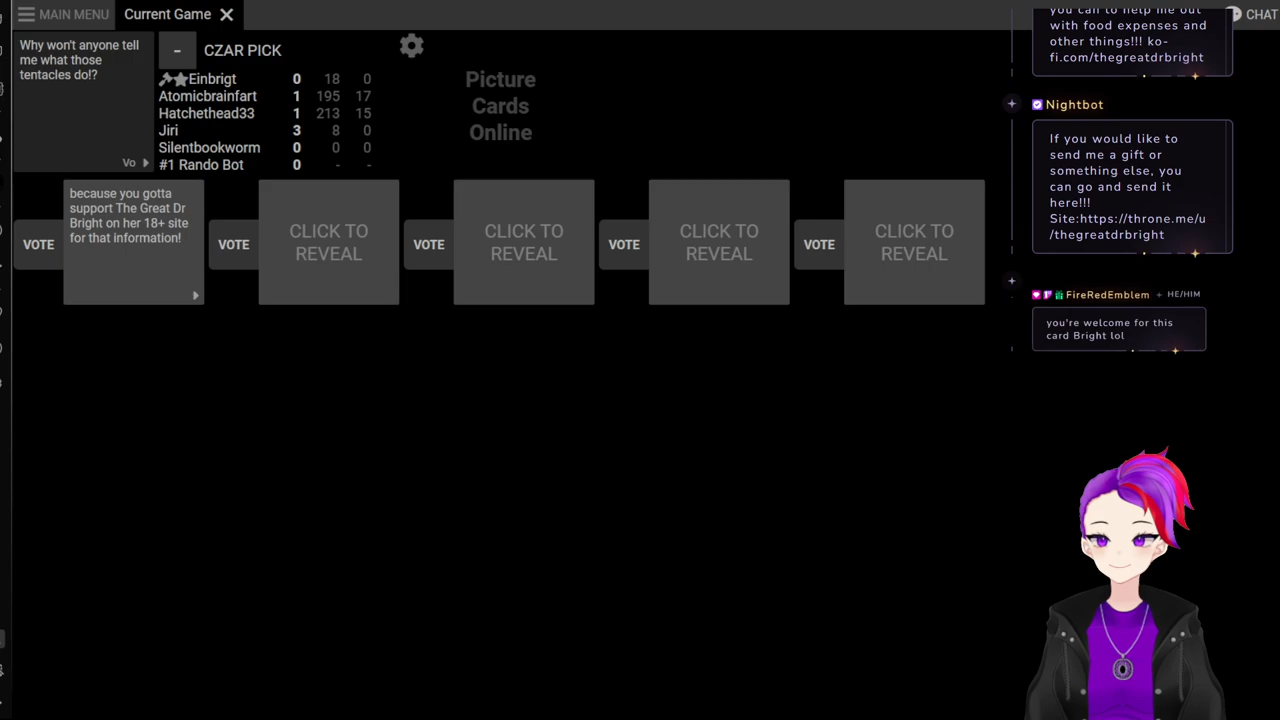 MAIN MENU
Current Game
CHAT
Why won't anyone tell
me what those
tentacles do!?
Vo
-
CZAR PICK
Einbrigt 0 18 0
Atomicbrainfart 1 195 17
Hatchethead33 1 213 15
Jiri 3 8 0
Silentbookworm 0 0 0
#1 Rando Bot 0 - -
Picture
Cards
Online
VOTE
because you gotta
support The Great Dr
Bright on her 18+ site
for that information!
VOTE
CLICK TO
REVEAL
VOTE
CLICK TO
REVEAL
VOTE
CLICK TO
REVEAL
VOTE
CLICK TO
REVEAL
you can to help me out
with food expenses and
other things!!! ko-
fi.com/thegreatdrbright
Nightbot
If you would like to
send me a gift or
something else, you
can go and send it
here!!!
Site:https://throne.me/u
/thegreatdrbright
FireRedEmblem + HE/HIM
you're welcome for this
card Bright lol